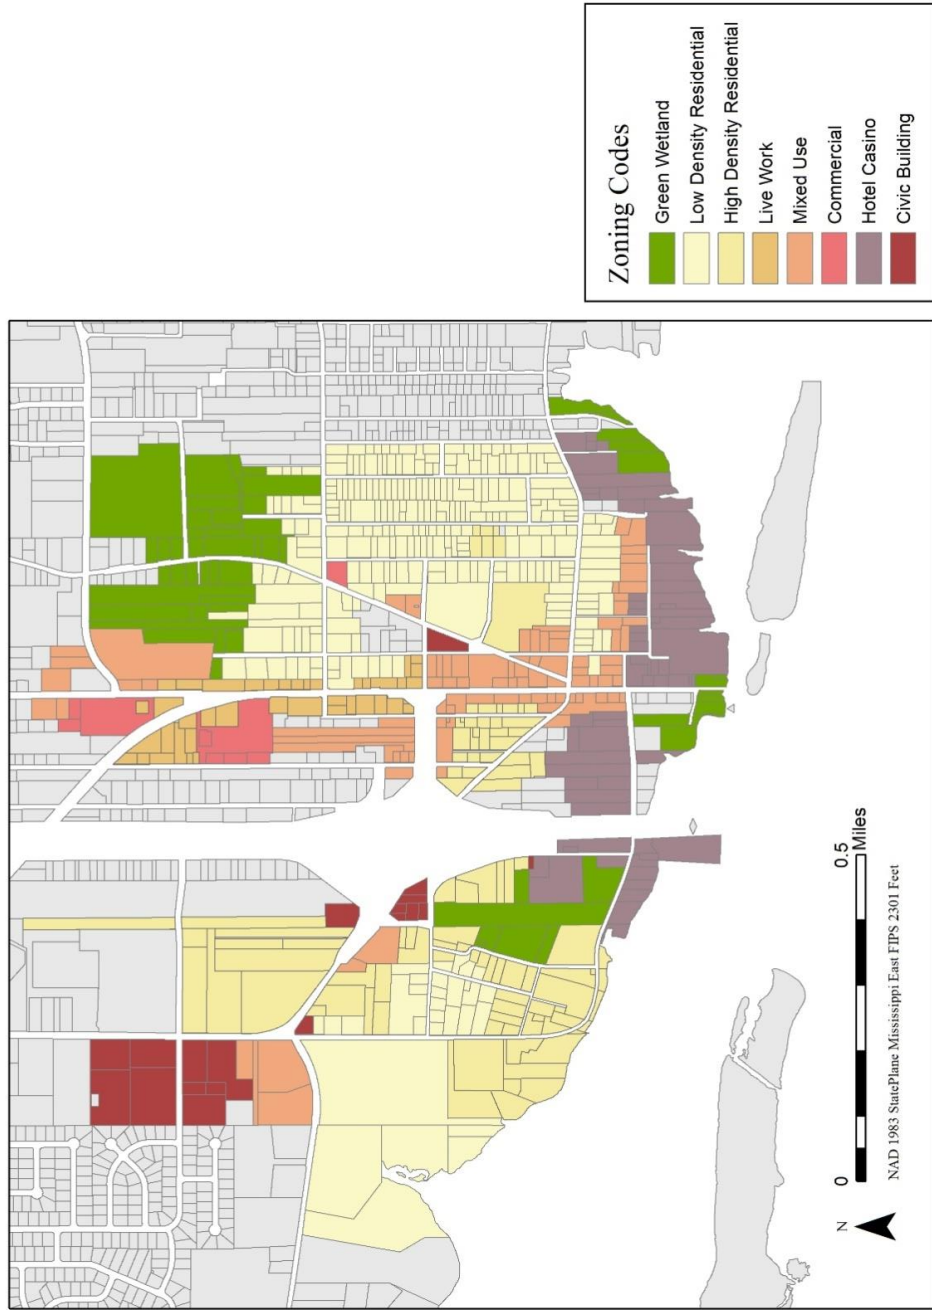 Zoning Codes
Green Wetland
Low Density Residential
High Density Residential
Live Work
Mixed Use
Commercial
Hotel Casino
Civic Building
N
0 0.5
Miles
NAD 1983 StatePlane Mississippi East FIPS 2301 Feet